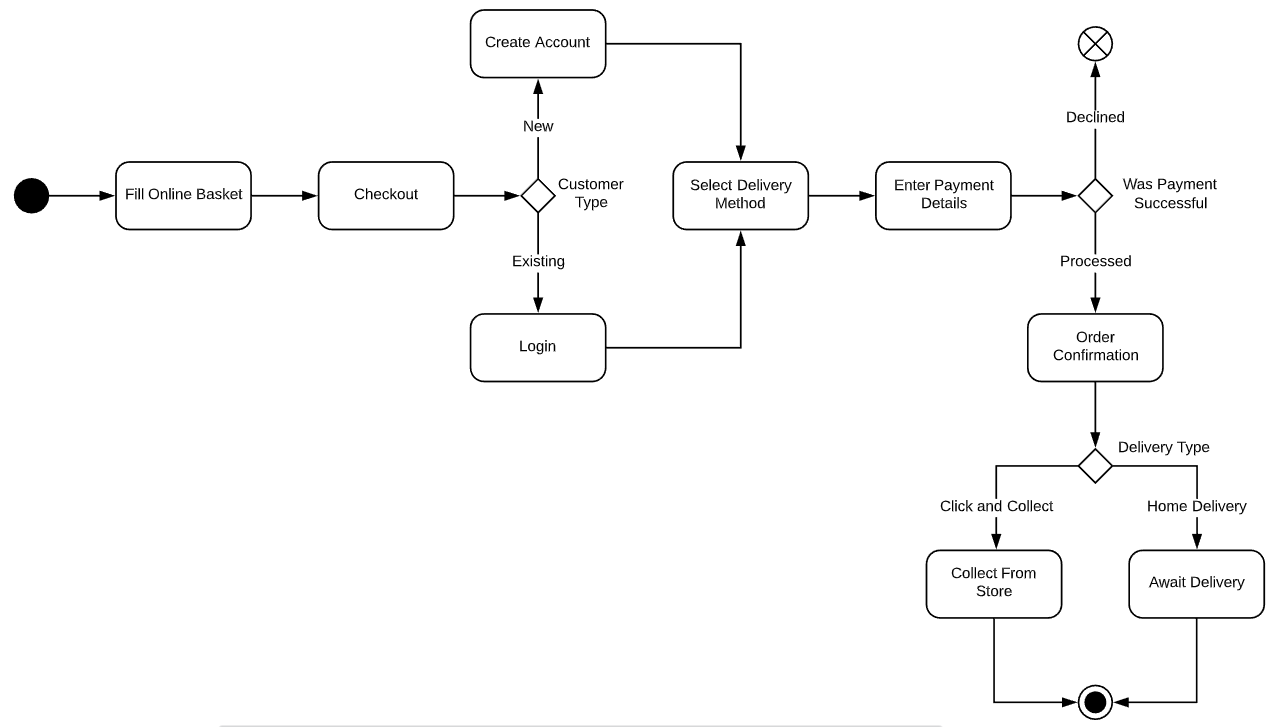 Create Account
New
Fill Online Basket
Checkout
Customer
Type
Existing
Login
Select Delivery
Method
Enter Payment
Details
Declined
Was Payment
Successful
Processed
Order
Confirmation
Delivery Type
Click and Collect
Home Delivery
Collect From
Store
Await Delivery